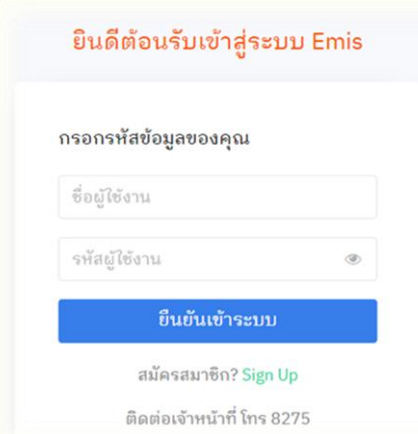 ยินดีต้อนรับเข้าสู่ระบบ Emis
กรอกรหัสข้อมูลของคุณ
ชื่อผู้ใช้งาน
รหัสผู้ใช้งาน
ยืนยันเข้าระบบ
สมัครสมาชิก? Sign Up
ติดต่อเจ้าหน้าที่ โทร 8275